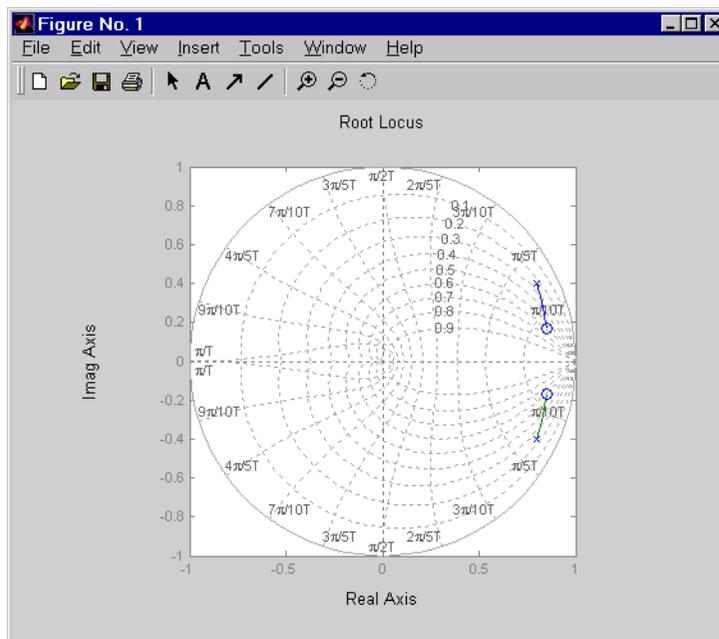 Figure No. 1
File Edit View Insert Tools Window Help
A
Root Locus
1
0.8
0.6
0.4
0.2
0
-0.2
-0.4
-0.6
-0.8
-1
-1 -0.5 0 0.5 1
Imag Axis
Real Axis
π/2T
3π/5T 2π/5T
7π/10T 3π/10T
4π/5T π/5T
9π/10T π/10T
π/T
π/T
9π/10T π/10T
4π/5T π/5T
7π/10T 3π/10T
3π/5T 2π/5T
π/2T
0.1
0.2
0.3
0.4
0.5
0.6
0.7
0.8
0.9